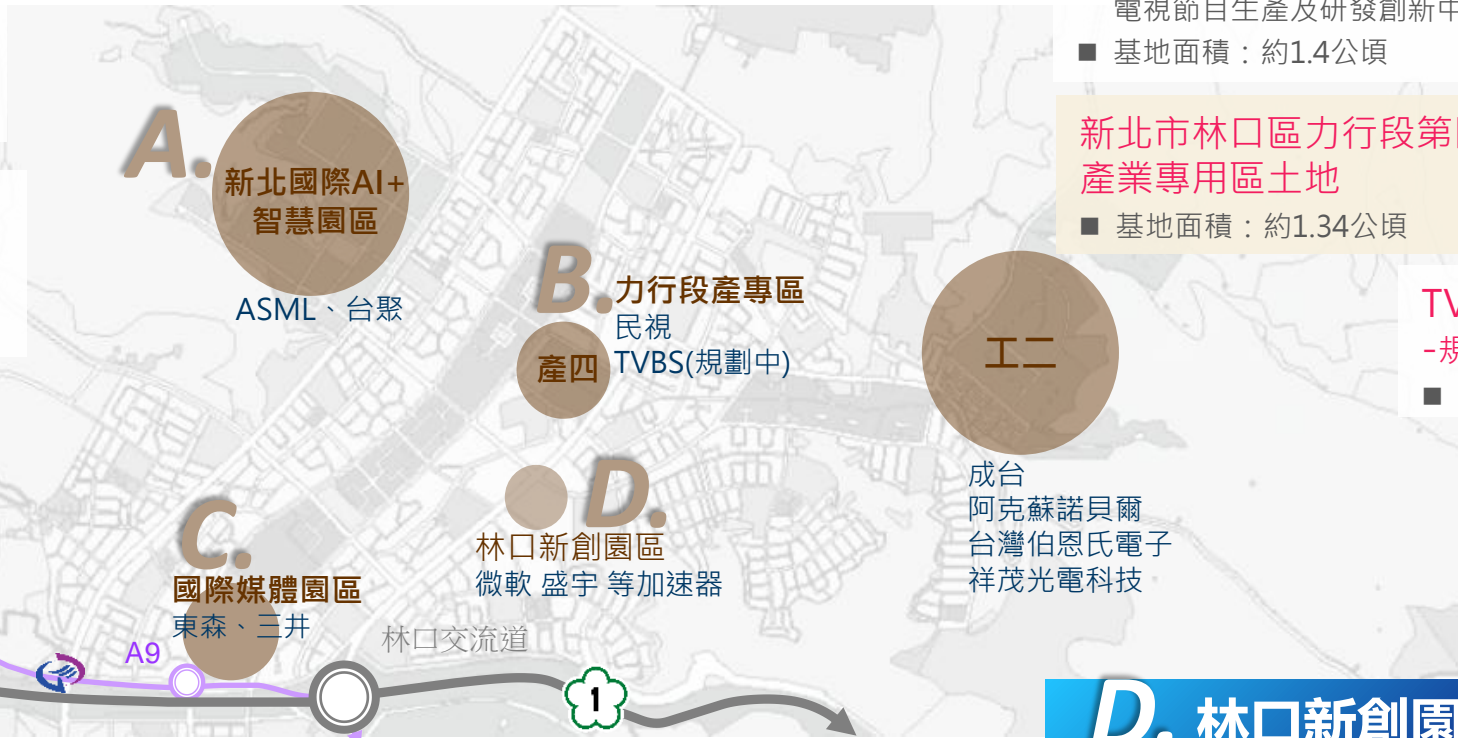 電視節目生產及研發創新中
■ 基地面積：約1.4公頃
新北市林口區力行段第
產業專用區土地
■ 基地面積：約1.34公頃
TV
-規
■
A.
新北國際AI+
智慧園區
ASML、台聚
B.
力行段產專區
民視
TVBS(規劃中)
產四
工二
成台
阿克蘇諾貝爾
台灣伯恩氏電子
祥茂光電科技
D.
林口新創園區
微軟 盛宇 等加速器
C.
國際媒體園區
東森、三井
A9
林口交流道
1
D. 林口新創園